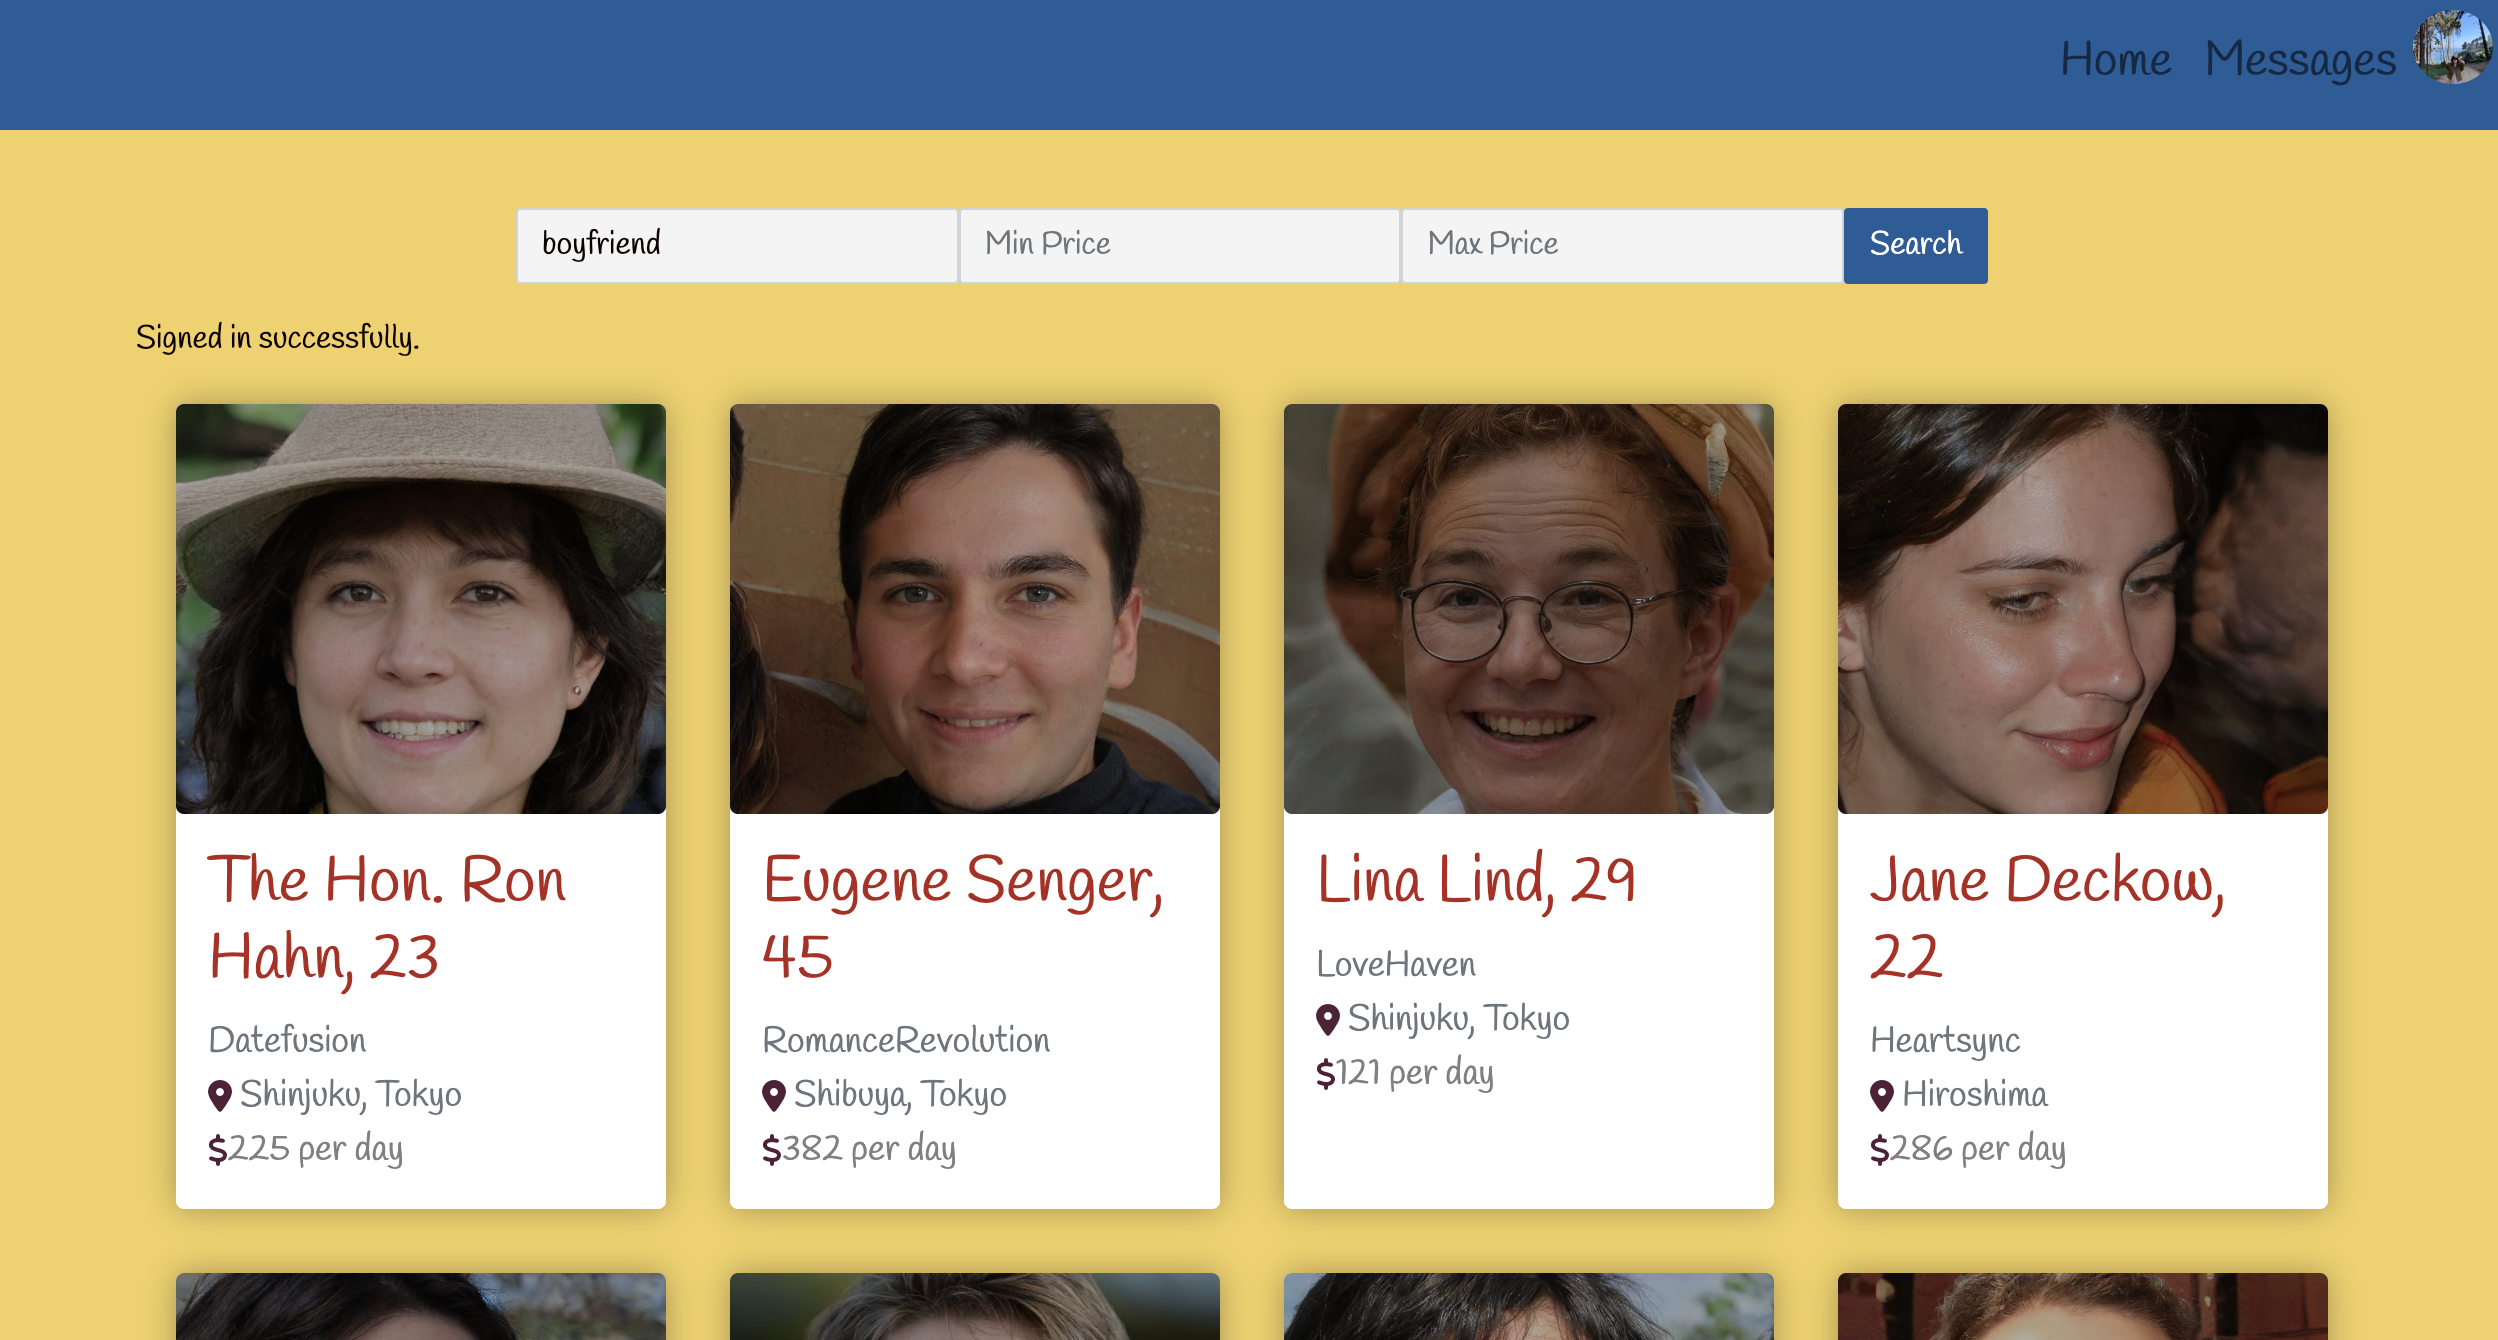 Home Messages
boyfriend Min Price Max Price Search
Signed in successfully.
The Hon. Ron
Hahn, 23
Datefusion
Shinjuku, Tokyo
$225 per day
Eugene Senger,
45
RomanceRevolution
Shibuya, Tokyo
$382 per day
Lina Lind, 29
LoveHaven
Shinjuku, Tokyo
$121 per day
Jane Deckow,
22
Heartsync
Hiroshima
$286 per day